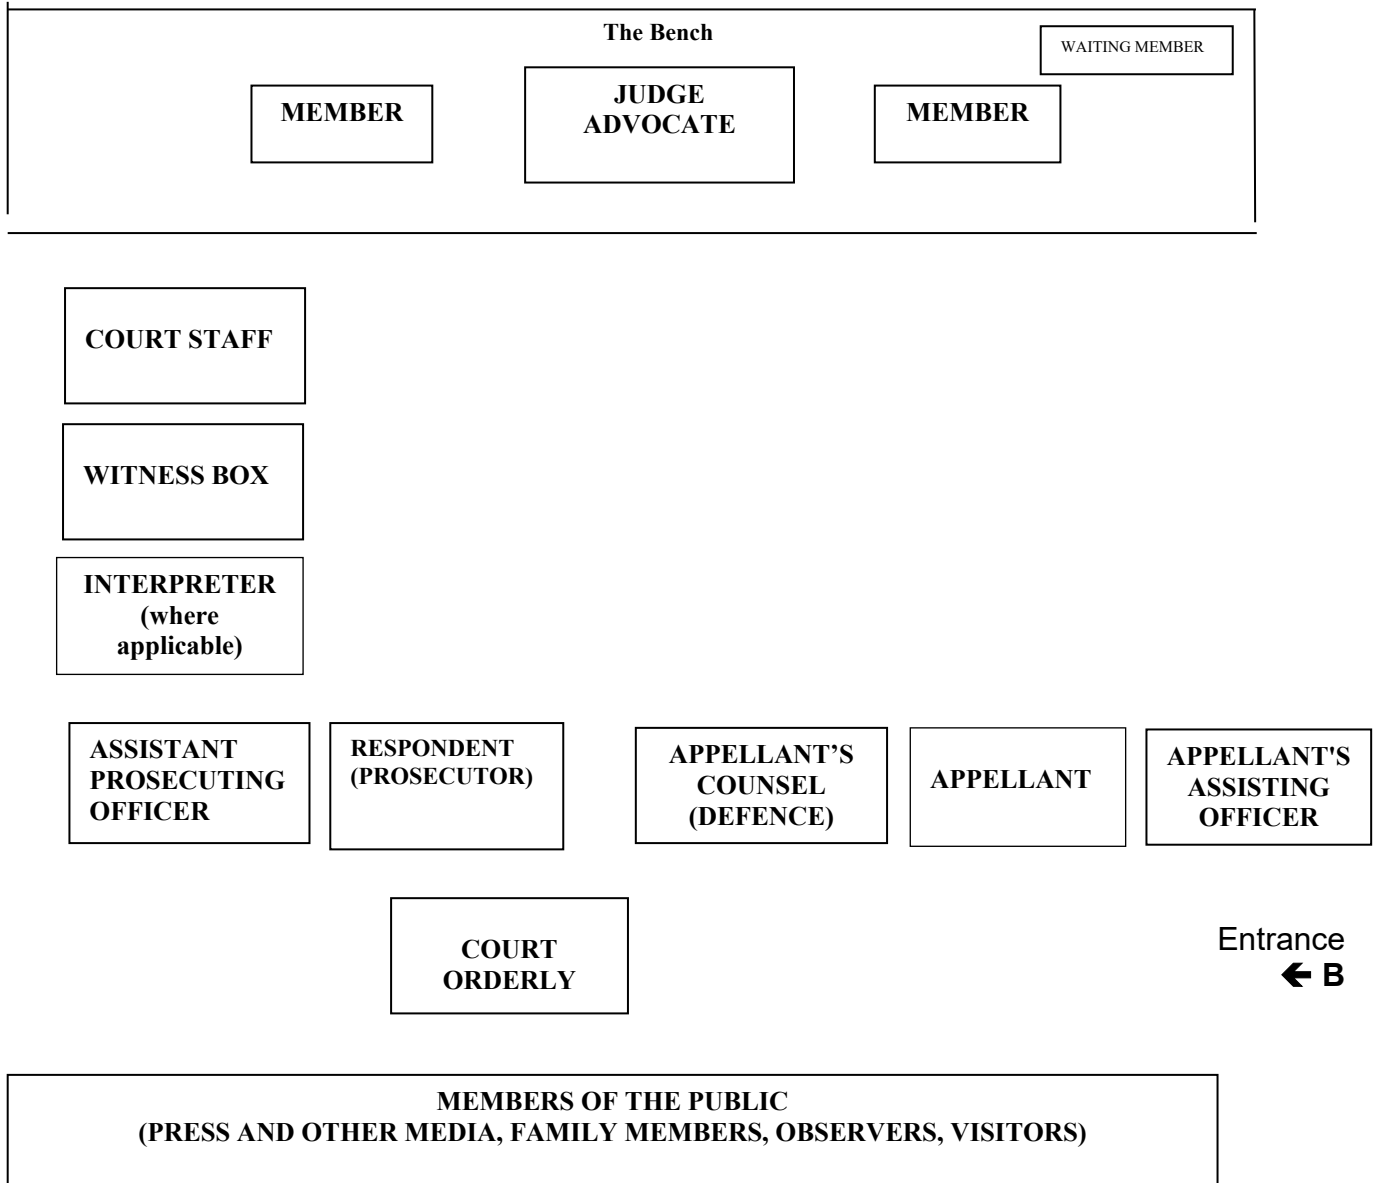 The Bench
WAITING MEMBER
MEMBER
JUDGE
ADVOCATE
MEMBER
COURT STAFF
WITNESS BOX
INTERPRETER
(where
applicable)
ASSISTANT
PROSECUTING
OFFICER
RESPONDENT
(PROSECUTOR)
APPELLANT’S
COUNSEL
(DEFENCE)
APPELLANT
APPELLANT'S
ASSISTING
OFFICER
COURT
ORDERLY
Entrance
🡸 B
MEMBERS OF THE PUBLIC
(PRESS AND OTHER MEDIA, FAMILY MEMBERS, OBSERVERS, VISITORS)